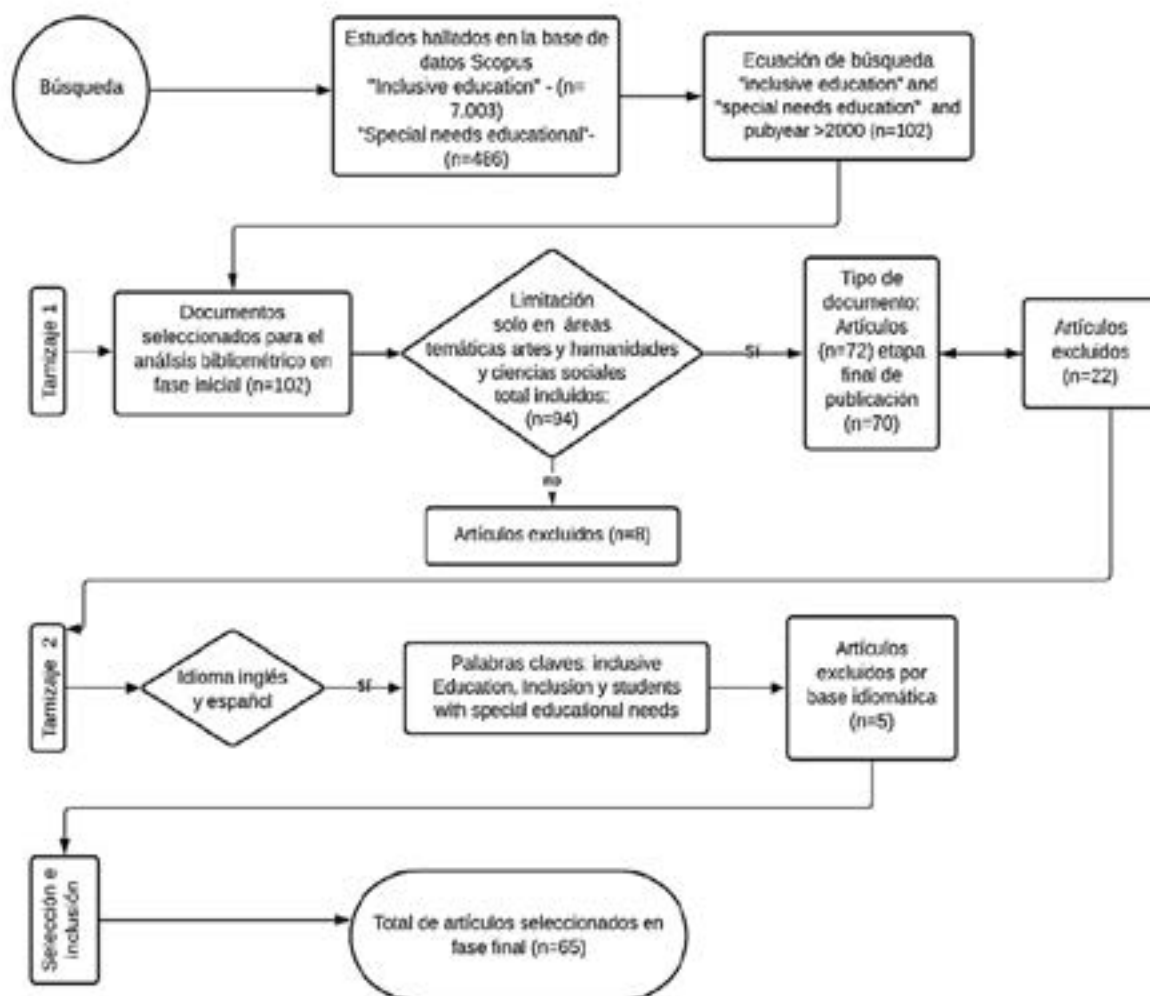 Búsqueda
Estudios hallados en la base de
datos Scopus
"Inclusive education" - (n=
7.003)
"Special needs educational"-
(n=486)
Ecuación de búsqueda
"inclusive education" and
"special needs education" and
pubyear >2000 (n=102)
Tamizaje 1
Documentos
seleccionados para el
análisis bibliométrico en
fase inicial (n=102)
Limitación
solo en áreas
temáticas artes y humanidades
y ciencias sociales
total incluidos:
(n=94)
Sí
Tipo de
documento:
Artículos
(n=72) etapa
final de
publicación
(n=70)
Artículos
excluidos
(n=22)
no
Artículos excluidos (n=8)
Tamizaje 2
Idioma inglés
y español
sí
Palabras claves: inclusive
Education, Inclusion y students
with special educational needs
Artículos
excluidos por
base idiomática
(n=5)
Selección e
inclusión
Total de artículos seleccionados en
fase final (n=65)